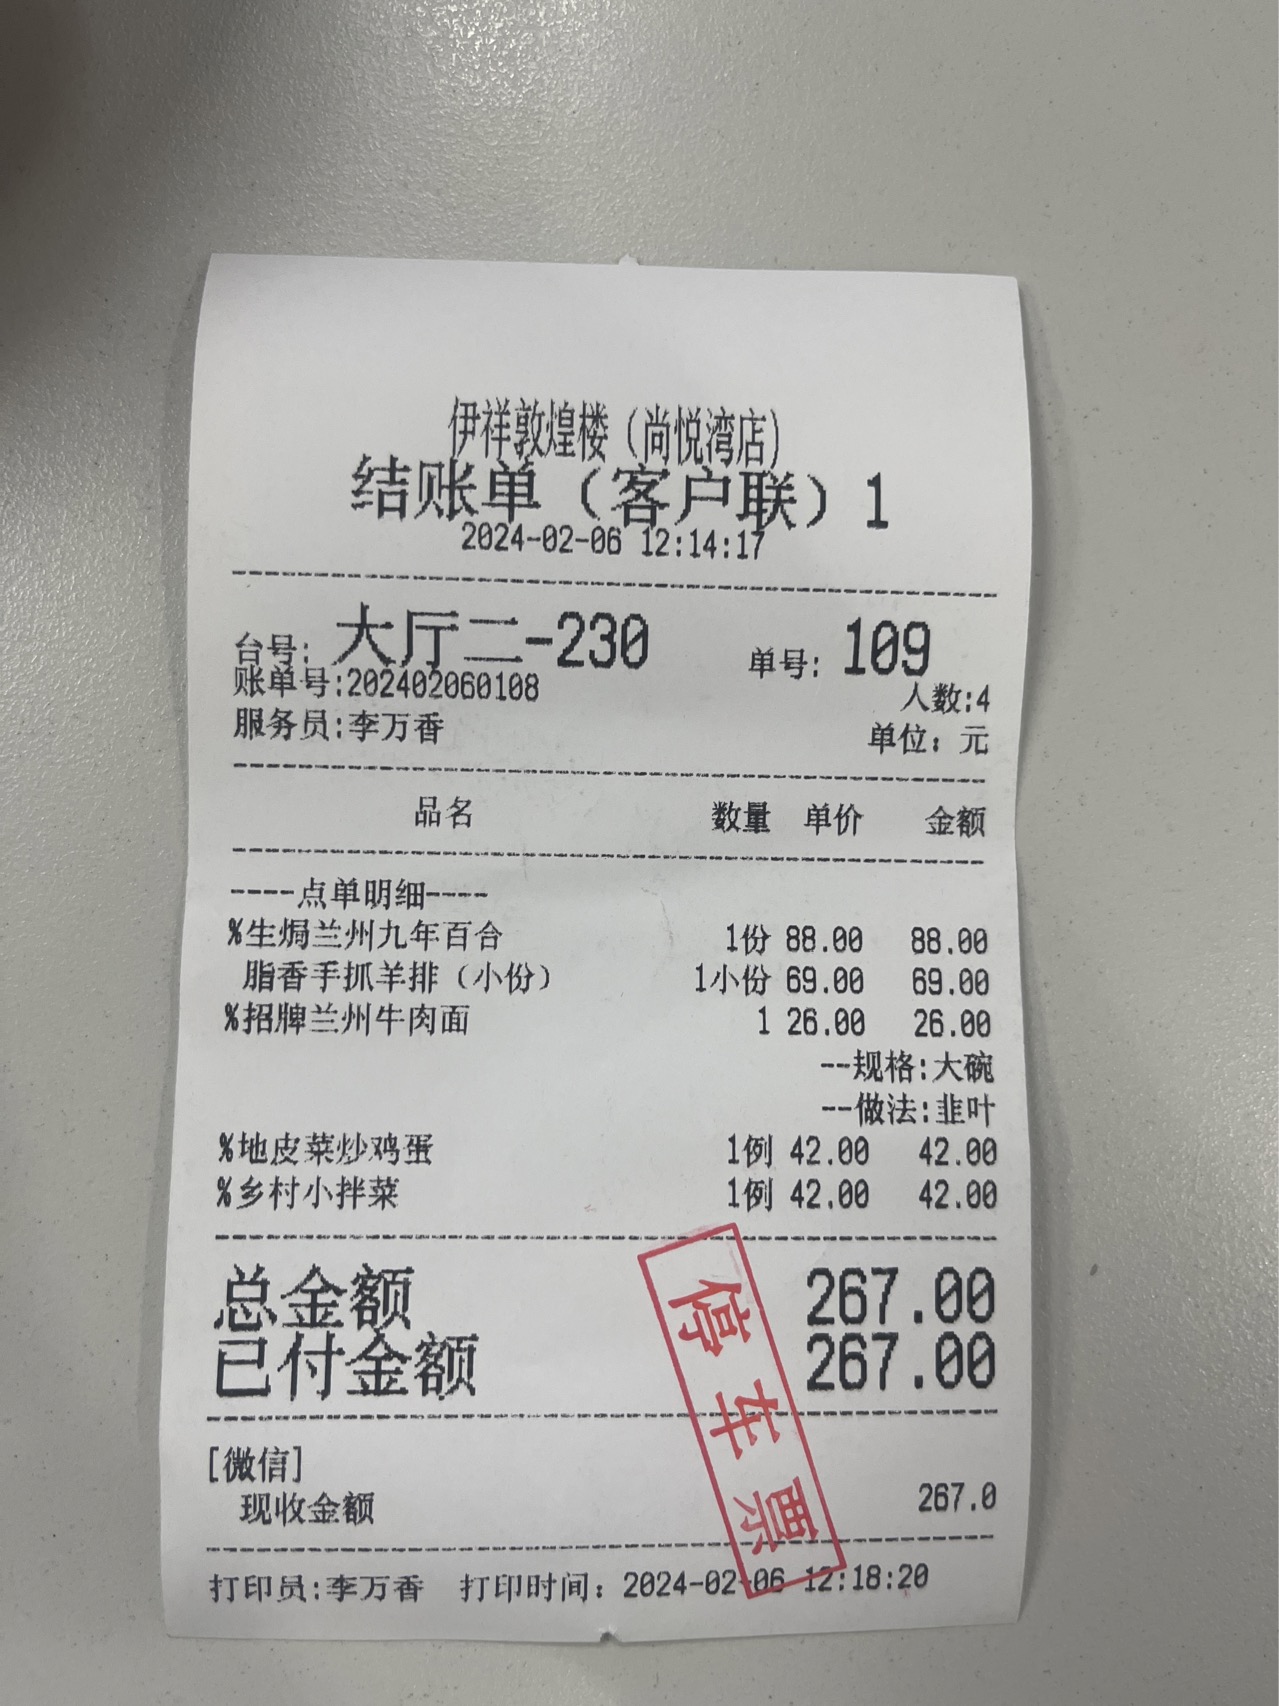 伊祥敦煌楼（尚悦湾店）
结账单（客户联）1
2024-02-06 12:14:17
台号: 大厅二-230 单号: 109
账单号:202402060108 人数:4
服务员:李万香 单位: 元
品名 数量 单价 金额
----点单明细----
%生焗兰州九年百合 1份 88.00 88.00
脂香手抓羊排（小份） 1小份 69.00 69.00
%招牌兰州牛肉面 1 26.00 26.00
--规格:大碗
--做法:韭叶
%地皮菜炒鸡蛋 1例 42.00 42.00
%乡村小拌菜 1例 42.00 42.00
总金额 267.00
已付金额 267.00
停车票
[微信]
现收金额 267.0
打印员:李万香 打印时间: 2024-02-06 12:18:20